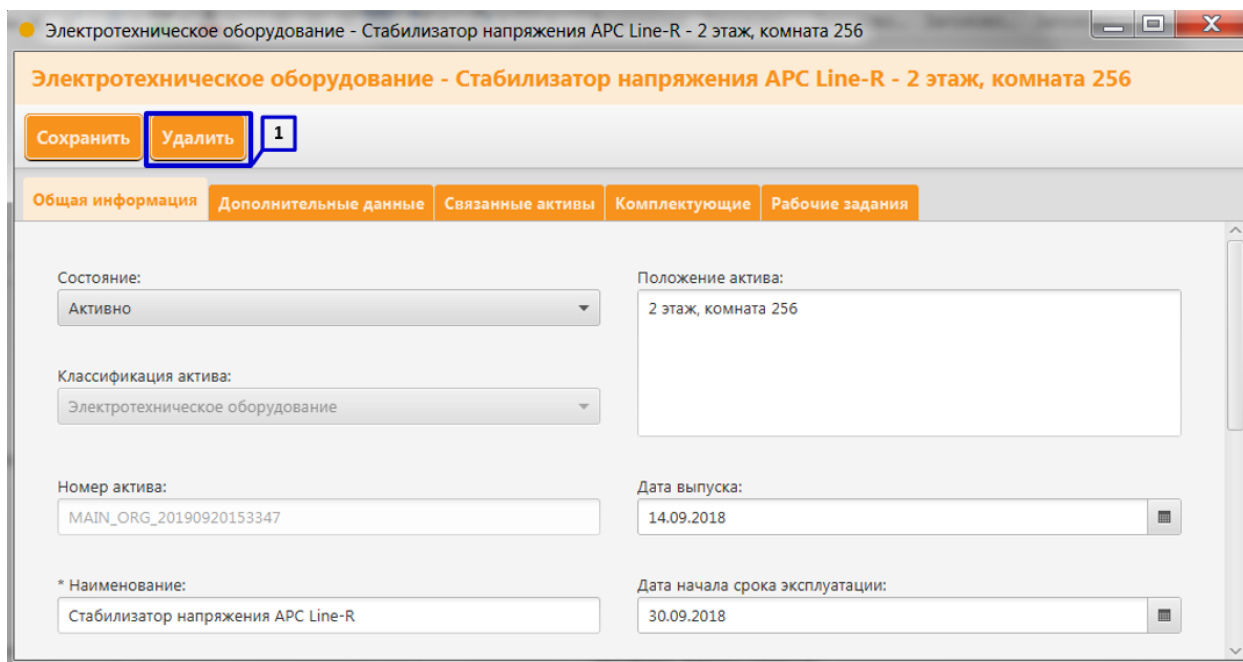 Электротехническое оборудование - Стабилизатор напряжения APC Line-R - 2 этаж, комната 256
Электротехническое оборудование - Стабилизатор напряжения APC Line-R - 2 этаж, комната 256
Сохранить Удалить 1
Общая информация Дополнительные данные Связанные активы Комплектующие Рабочие задания
Состояние: Положение актива:
Активно 2 этаж, комната 256
Классификация актива:
Электротехническое оборудование
Номер актива: Дата выпуска:
MAIN_ORG_20190920153347 14.09.2018
* Наименование: Дата начала срока эксплуатации:
Стабилизатор напряжения APC Line-R 30.09.2018